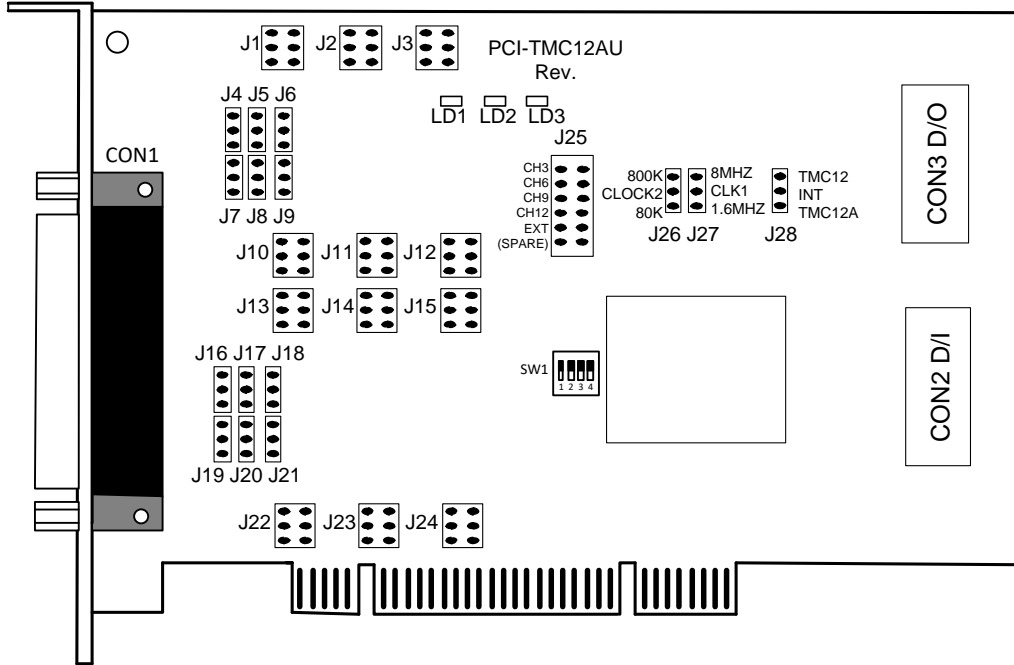 J1 J2 J3 PCI-TMC12AU
Rev.
J4 J5 J6
LD1 LD2 LD3
J25
CON1
CH3
CH6
CH9
CH12
EXT
(SPARE)
800K
CLOCK2
80K
J26
8MHZ
CLK1
1.6MHZ
J27
TMC12
INT
TMC12A
J28
CON3 D/O
J7 J8 J9
J10 J11 J12
J13 J14 J15
J16 J17 J18
SW1
1 2 3 4
CON2 D/I
J19 J20 J21
J22 J23 J24